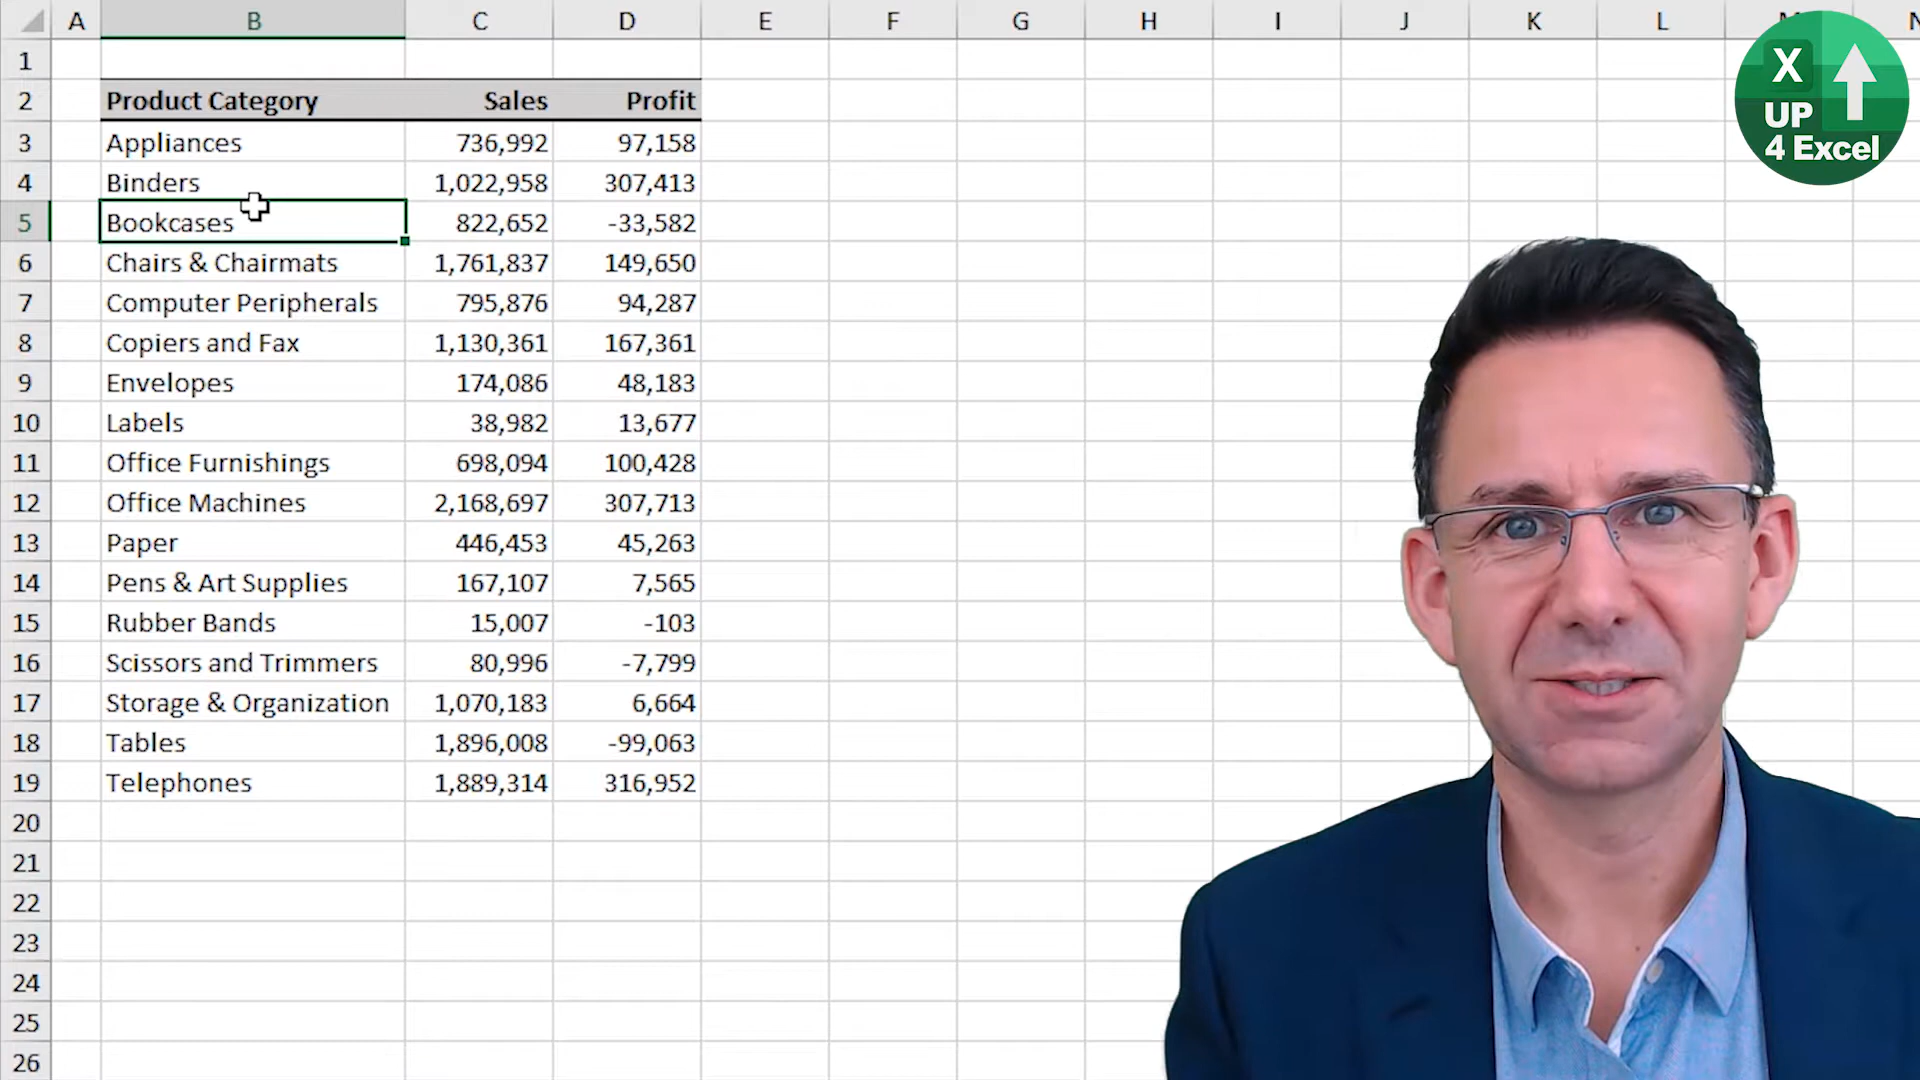 A B C D E F G H I J K L M N
1
2 Product Category Sales Profit
3 Appliances 736,992 97,158
4 Binders 1,022,958 307,413
5 Bookcases 822,652 -33,582
6 Chairs & Chairmats 1,761,837 149,650
7 Computer Peripherals 795,876 94,287
8 Copiers and Fax 1,130,361 167,361
9 Envelopes 174,086 48,183
10 Labels 38,982 13,677
11 Office Furnishings 698,094 100,428
12 Office Machines 2,168,697 307,713
13 Paper 446,453 45,263
14 Pens & Art Supplies 167,107 7,565
15 Rubber Bands 15,007 -103
16 Scissors and Trimmers 80,996 -7,799
17 Storage & Organization 1,070,183 6,664
18 Tables 1,896,008 -99,063
19 Telephones 1,889,314 316,952
20
21
22
23
24
25
26
X
UP
4 Excel